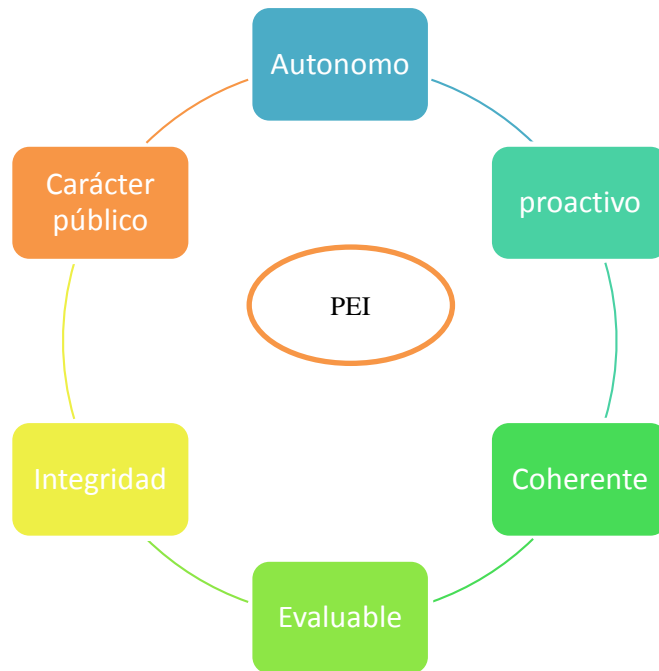 Autonomo
proactivo
Coherente
Evaluable
Integridad
Carácter
público
PEI